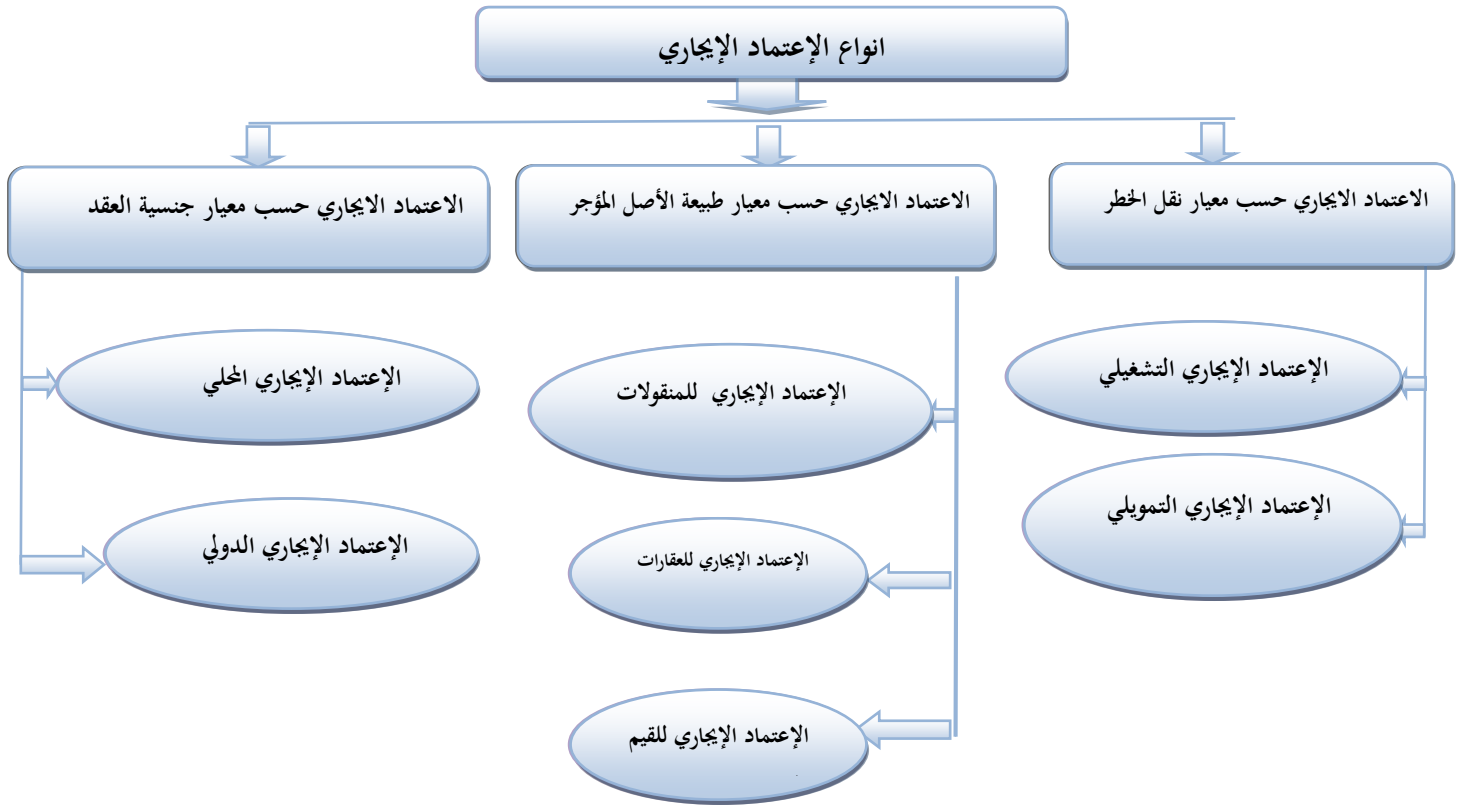 انواع الإعتماد الإيجاري
الاعتماد الايجاري حسب معيار نقل الخطر
الاعتماد الايجاري حسب معيار طبيعة الأصل المؤجر
الاعتماد الايجاري حسب معيار جنسية العقد
الإعتماد الإيجاري التشغيلي
الإعتماد الإيجاري التمويلي
الإعتماد الإيجاري للمنقولات
الإعتماد الإيجاري للعقارات
الإعتماد الإيجاري للقيم
الإعتماد الإيجاري المحلي
الإعتماد الإيجاري الدولي